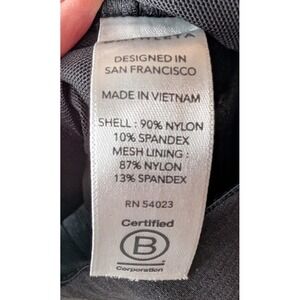 DESIGNED IN
SAN FRANCISCO
MADE IN VIETNAM
SHELL : 90% NYLON
10% SPANDEX
MESH LINING :
87% NYLON
13% SPANDEX
RN 54023
Certified
B
Corporation